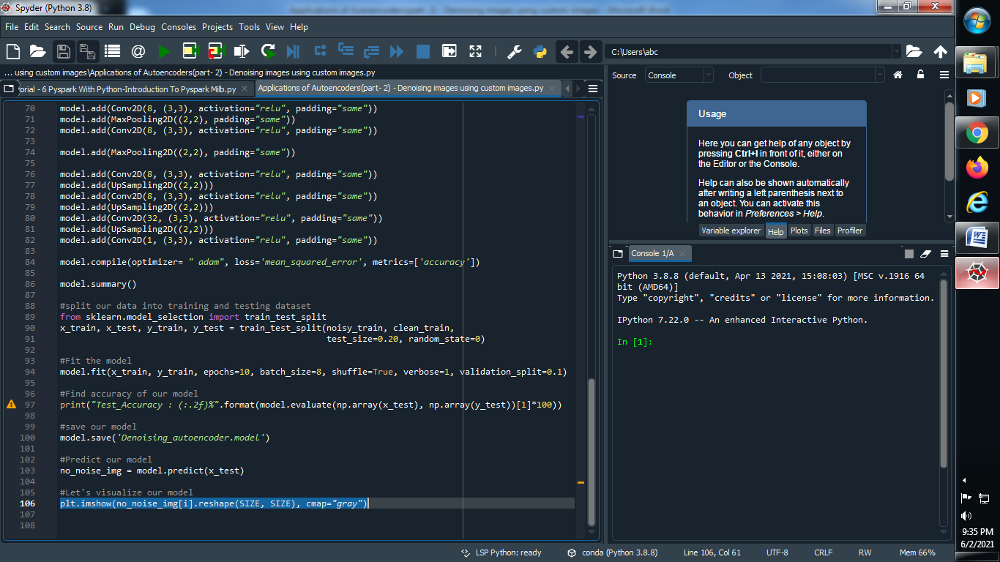 Spyder (Python 3.8)
File Edit Search Source Run Debug Consoles Projects Tools View Help
C:\Users\abc
... using custom images\Applications of Autoencoders(part- 2) - Denoising images using custom images.py
orial - 6 Pyspark With Python-Introduction To Pyspark Milb.py
Applications of Autoencoders(part- 2) - Denoising images using custom images.py
70 model.add(Conv2D(8, (3,3), activation="relu", padding="same"))
71 model.add(MaxPooling2D((2,2), padding="same"))
72 model.add(Conv2D(8, (3,3), activation="relu", padding="same"))
73
74 model.add(MaxPooling2D((2,2), padding="same"))
75
76 model.add(Conv2D(8, (3,3), activation="relu", padding="same"))
77 model.add(UpSampling2D((2,2)))
78 model.add(Conv2D(8, (3,3), activation="relu", padding="same"))
79 model.add(UpSampling2D((2,2)))
80 model.add(Conv2D(32, (3,3), activation="relu", padding="same"))
81 model.add(UpSampling2D((2,2)))
82 model.add(Conv2D(1, (3,3), activation="relu", padding="same"))
83
84 model.compile(optimizer= " adam", loss='mean_squared_error', metrics=['accuracy'])
85
86 model.summary()
87
88 #split our data into training and testing dataset
89 from sklearn.model_selection import train_test_split
90 x_train, x_test, y_train, y_test = train_test_split(noisy_train, clean_train,
91 test_size=0.20, random_state=0)
92
93 #Fit the model
94 model.fit(x_train, y_train, epochs=10, batch_size=8, shuffle=True, verbose=1, validation_split=0.1)
95
96 #Find accuracy of our model
97 print("Test_Accuracy : (:.2f)%".format(model.evaluate(np.array(x_test), np.array(y_test))[1]*100))
98
99 #save our model
100 model.save('Denoising_autoencoder.model')
101
102 #Predict our model
103 no_noise_img = model.predict(x_test)
104
105 #Let's visualize our model
106 plt.imshow(no_noise_img[i].reshape(SIZE, SIZE), cmap="gray")
107
108
Source Console Object
Usage
Here you can get help of any object by
pressing Ctrl+I in front of it, either on
the Editor or the Console.
Help can also be shown automatically
after writing a left parenthesis next to
an object. You can activate this
behavior in Preferences > Help.
Variable explorer Help Plots Files Profiler
Console 1/A
Python 3.8.8 (default, Apr 13 2021, 15:08:03) [MSC v.1916 64
bit (AMD64)]
Type "copyright", "credits" or "license" for more information.
IPython 7.22.0 -- An enhanced Interactive Python.
In [1]:
LSP Python: ready conda (Python 3.8.8) Line 106, Col 61 UTF-8 CRLF RW Mem 66%
9:35 PM
6/2/2021